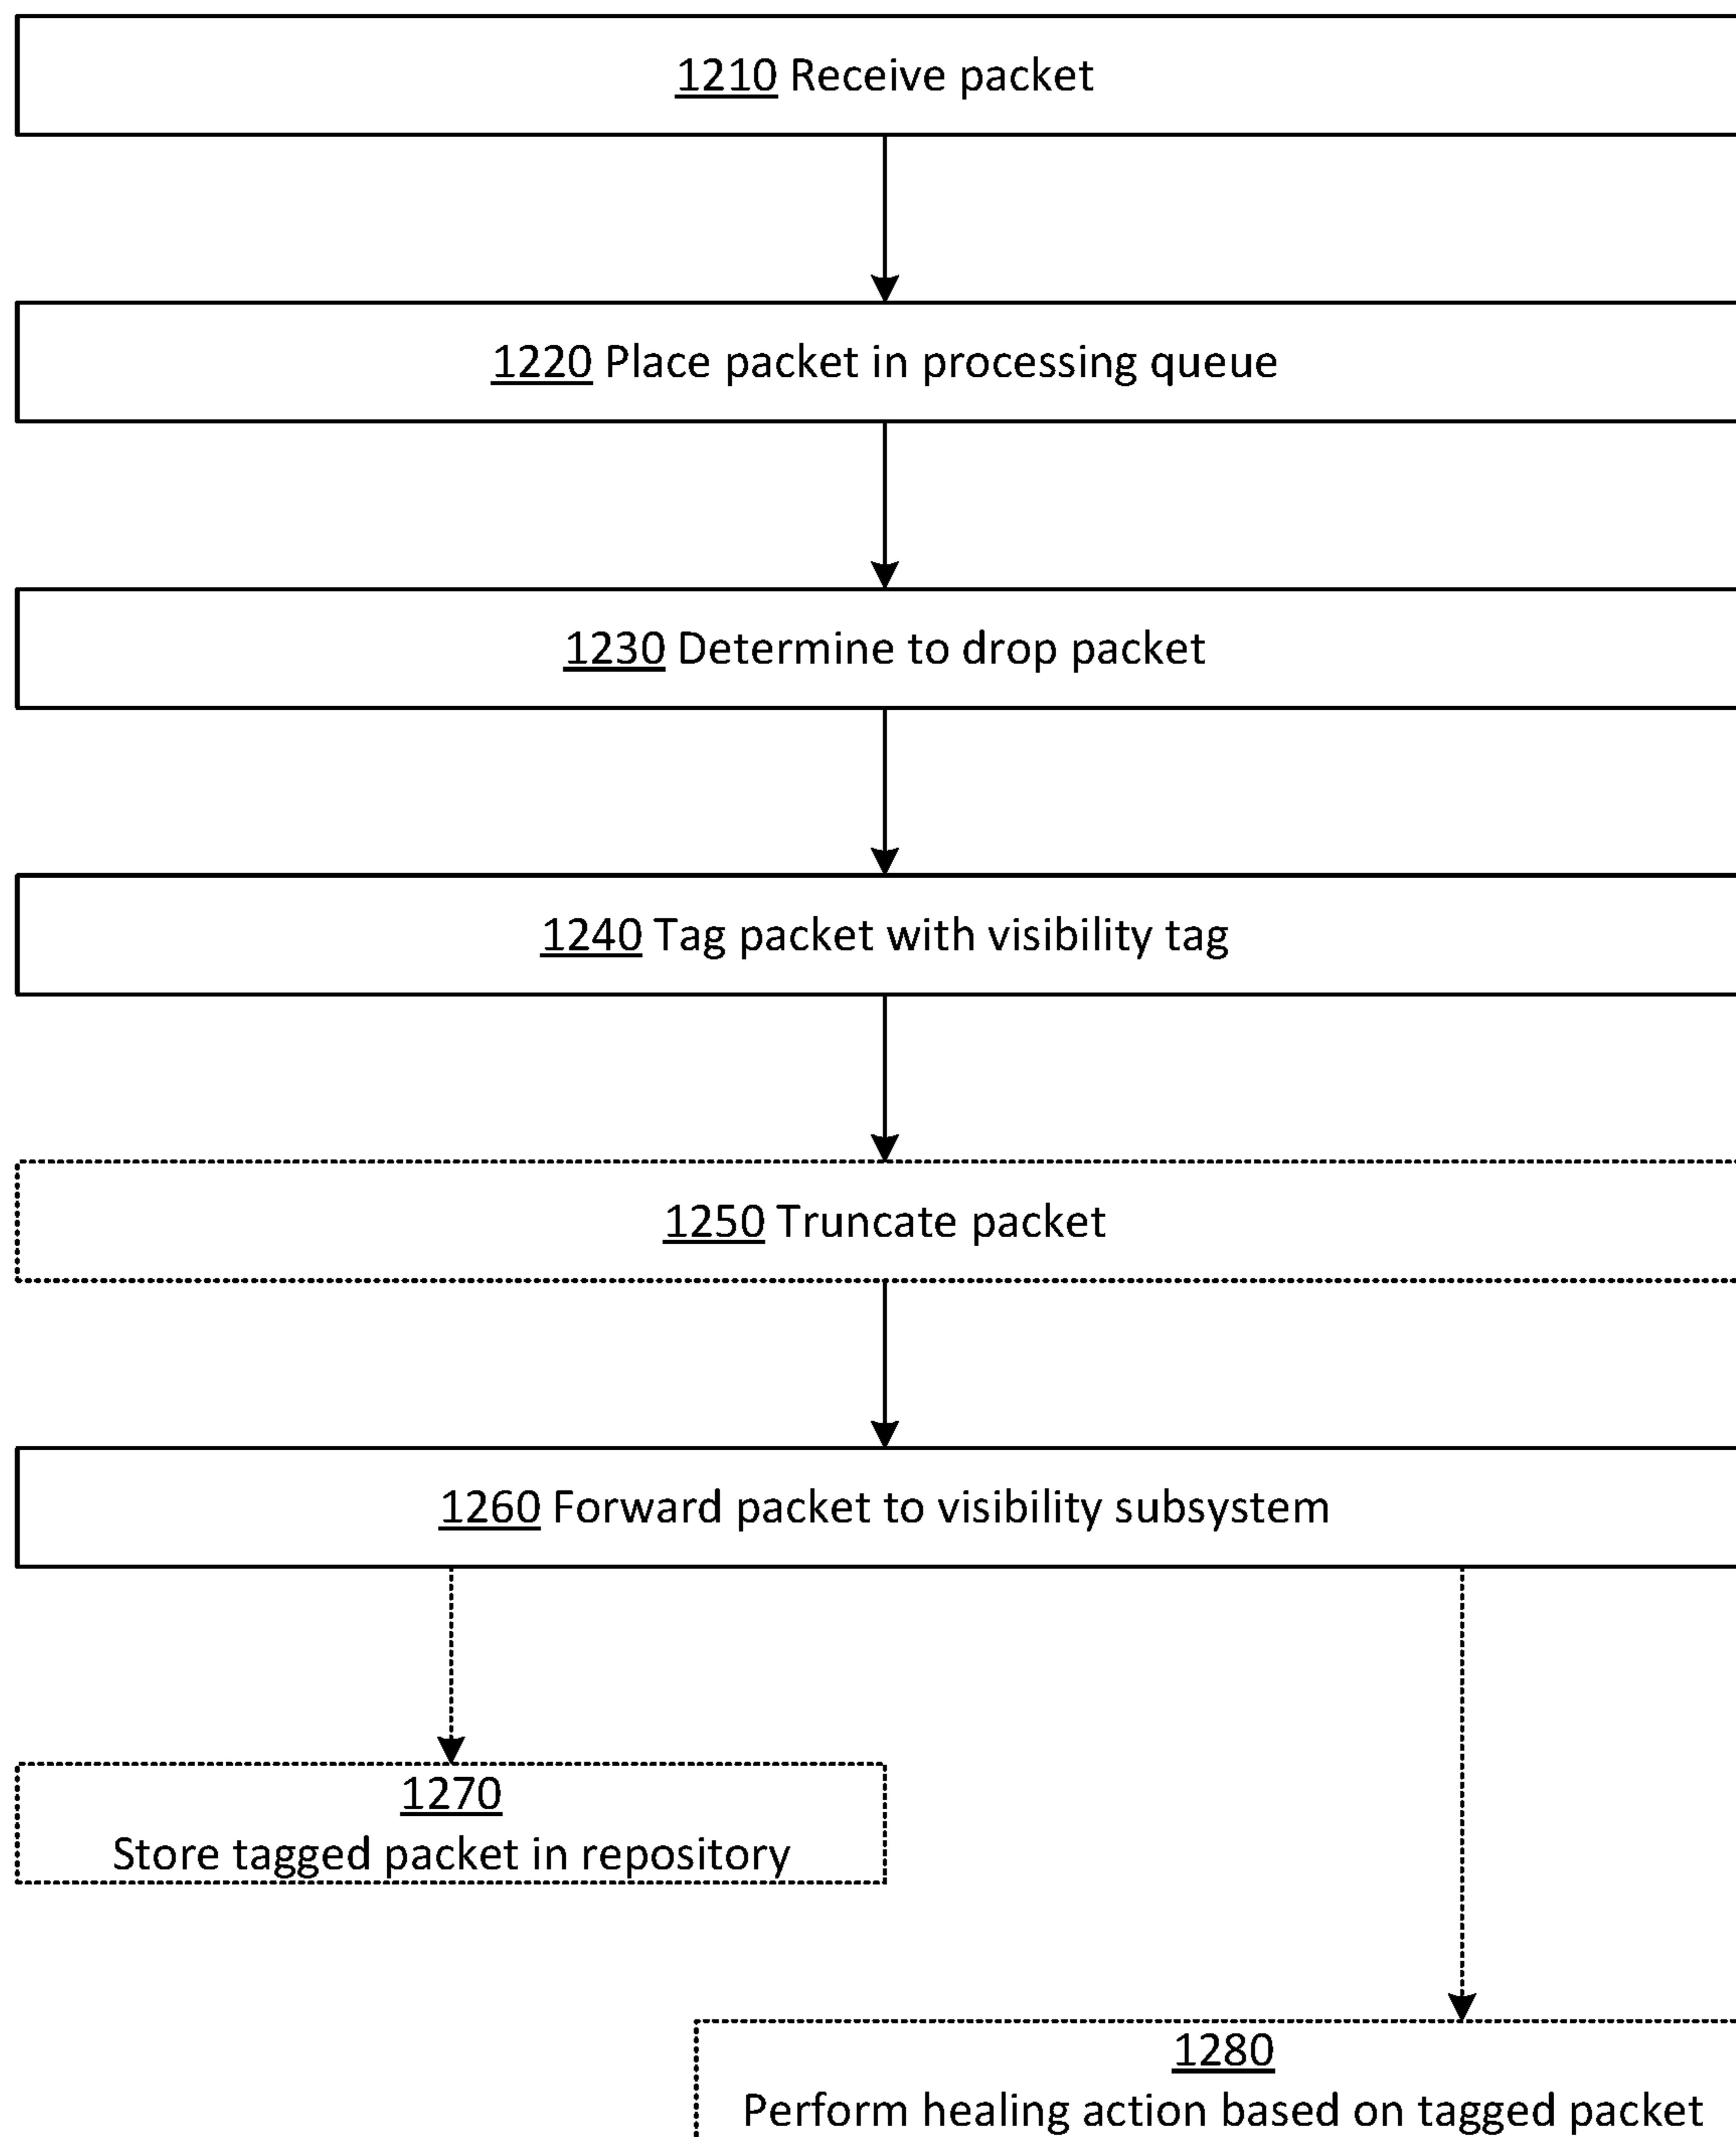 1210 Receive packet
1220 Place packet in processing queue
1230 Determine to drop packet
1240 Tag packet with visibility tag
1250 Truncate packet
1260 Forward packet to visibility subsystem
1270
Store tagged packet in repository
1280
Perform healing action based on tagged packet